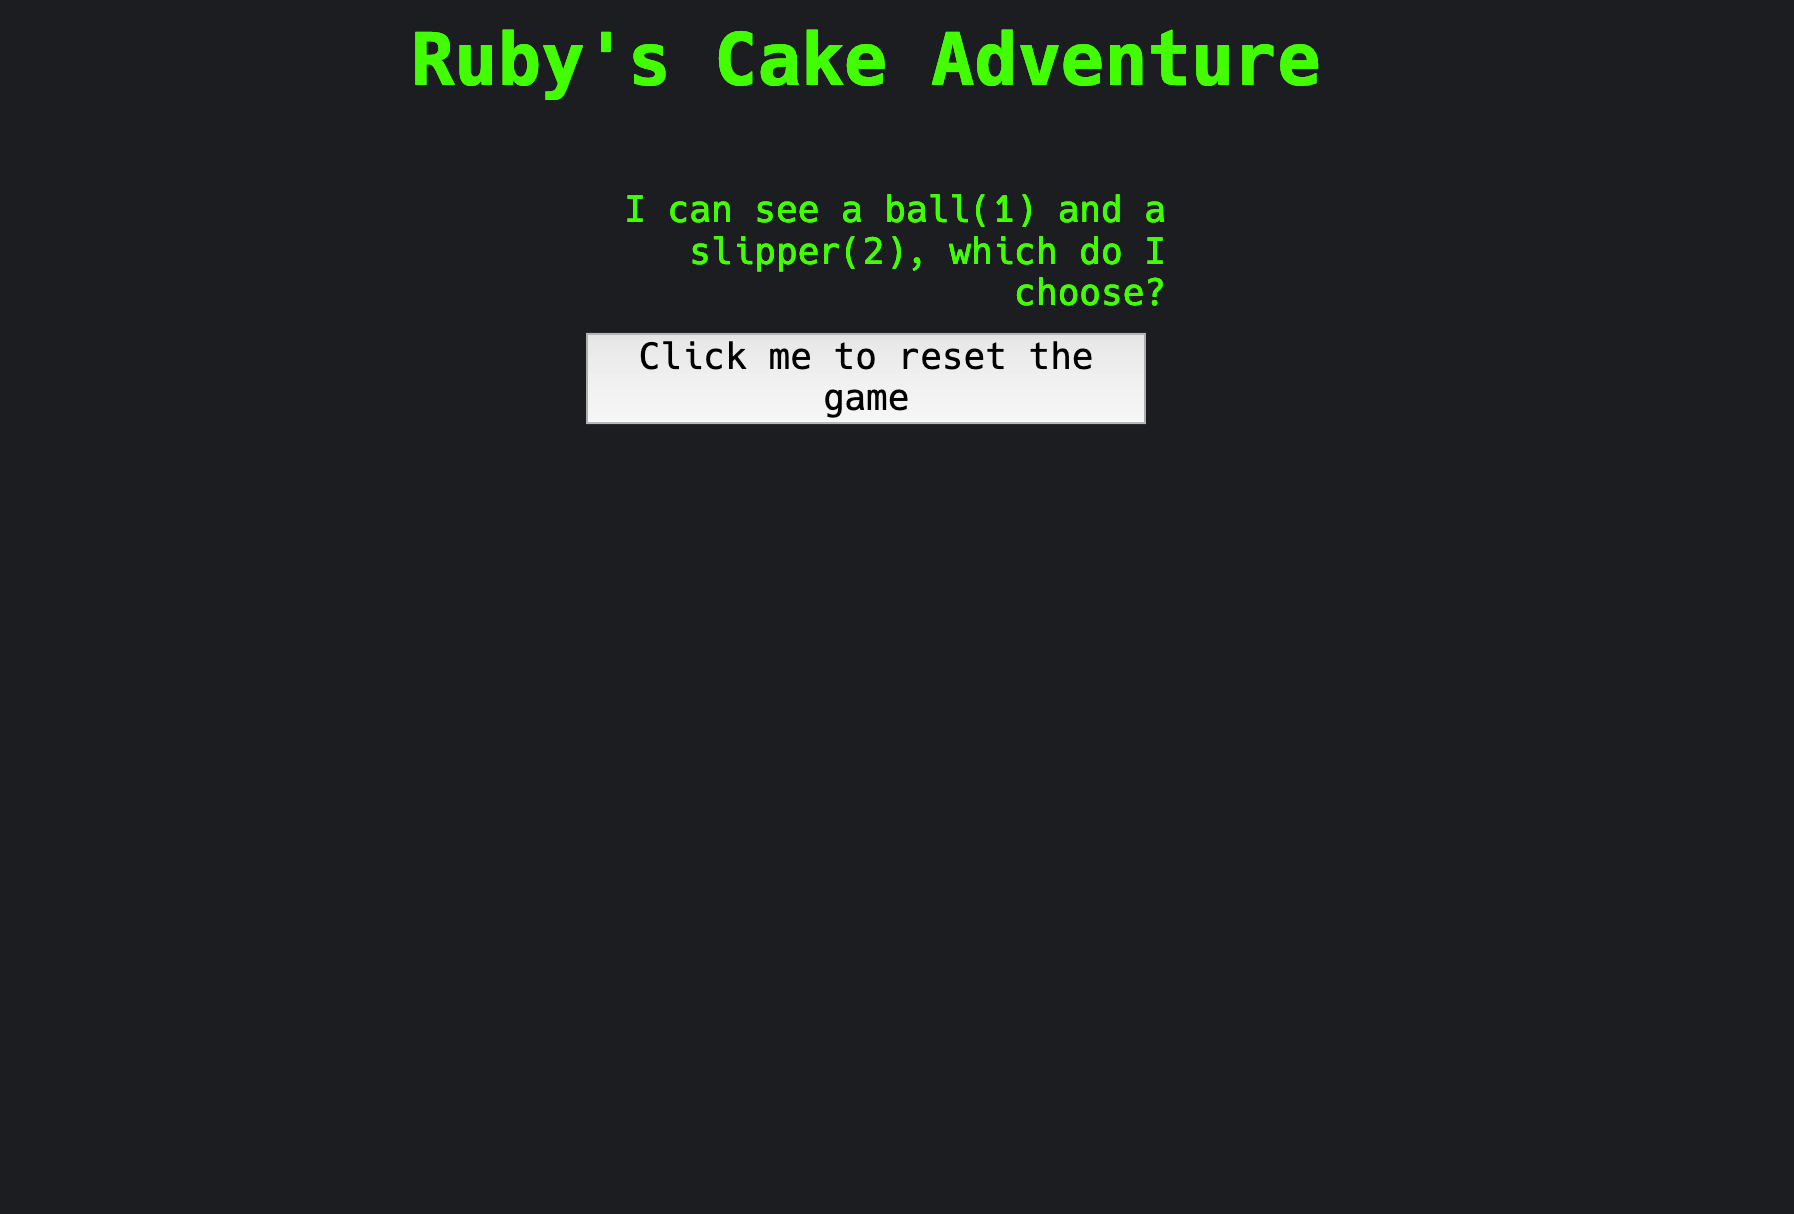 Ruby's Cake Adventure
I can see a ball(1) and a
slipper(2), which do I
choose?
Click me to reset the
game